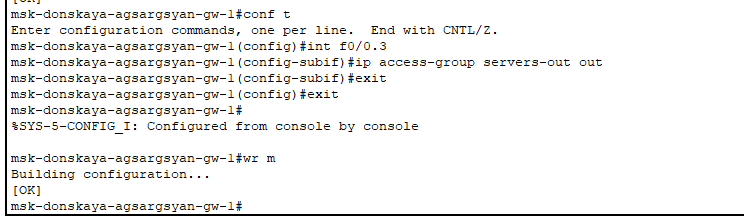 [OK]
msk-donskaya-agsargsyan-gw-1#conf t
Enter configuration commands, one per line.  End with CNTL/Z.
msk-donskaya-agsargsyan-gw-1(config)#int f0/0.3
msk-donskaya-agsargsyan-gw-1(config-subif)#ip access-group servers-out out
msk-donskaya-agsargsyan-gw-1(config-subif)#exit
msk-donskaya-agsargsyan-gw-1(config)#exit
msk-donskaya-agsargsyan-gw-1#
%SYS-5-CONFIG_I: Configured from console by console
msk-donskaya-agsargsyan-gw-1#wr m
Building configuration...
[OK]
msk-donskaya-agsargsyan-gw-1#